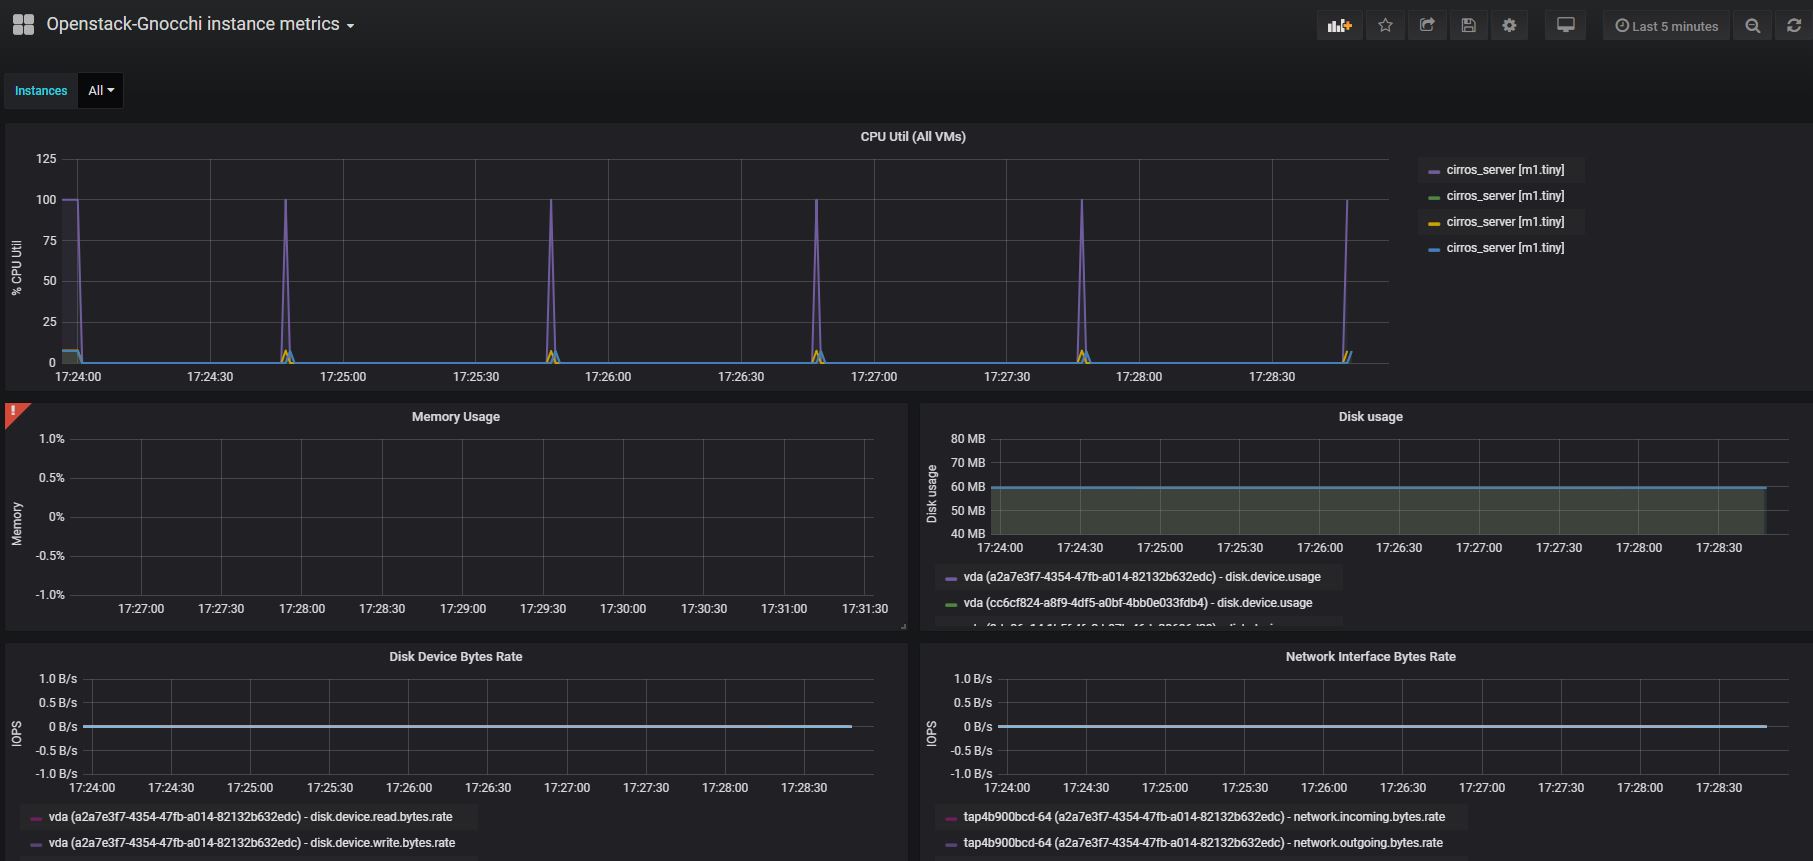 Openstack-Gnocchi instance metrics
Last 5 minutes
Instances All
CPU Util (All VMs)
% CPU Util
125
100
75
50
25
0
17:24:00 17:24:30 17:25:00 17:25:30 17:26:00 17:26:30 17:27:00 17:27:30 17:28:00 17:28:30
cirros_server [m1.tiny]
cirros_server [m1.tiny]
cirros_server [m1.tiny]
cirros_server [m1.tiny]
!
Memory Usage
Memory
1.0%
0.5%
0%
-0.5%
-1.0%
17:27:00 17:27:30 17:28:00 17:28:30 17:29:00 17:29:30 17:30:00 17:30:30 17:31:00 17:31:30
Disk usage
Disk usage
80 MB
70 MB
60 MB
50 MB
40 MB
17:24:00 17:24:30 17:25:00 17:25:30 17:26:00 17:26:30 17:27:00 17:27:30 17:28:00 17:28:30
vda (a2a7e3f7-4354-47fb-a014-82132b632edc) - disk.device.usage
vda (cc6cf824-a8f9-4df5-a0bf-4bb0e033fdb4) - disk.device.usage
Disk Device Bytes Rate
IOPS
1.0 B/s
0.5 B/s
0 B/s
-0.5 B/s
-1.0 B/s
17:24:00 17:24:30 17:25:00 17:25:30 17:26:00 17:26:30 17:27:00 17:27:30 17:28:00 17:28:30
vda (a2a7e3f7-4354-47fb-a014-82132b632edc) - disk.device.read.bytes.rate
vda (a2a7e3f7-4354-47fb-a014-82132b632edc) - disk.device.write.bytes.rate
Network Interface Bytes Rate
IOPS
1.0 B/s
0.5 B/s
0 B/s
-0.5 B/s
-1.0 B/s
17:24:00 17:24:30 17:25:00 17:25:30 17:26:00 17:26:30 17:27:00 17:27:30 17:28:00 17:28:30
tap4b900bcd-64 (a2a7e3f7-4354-47fb-a014-82132b632edc) - network.incoming.bytes.rate
tap4b900bcd-64 (a2a7e3f7-4354-47fb-a014-82132b632edc) - network.outgoing.bytes.rate